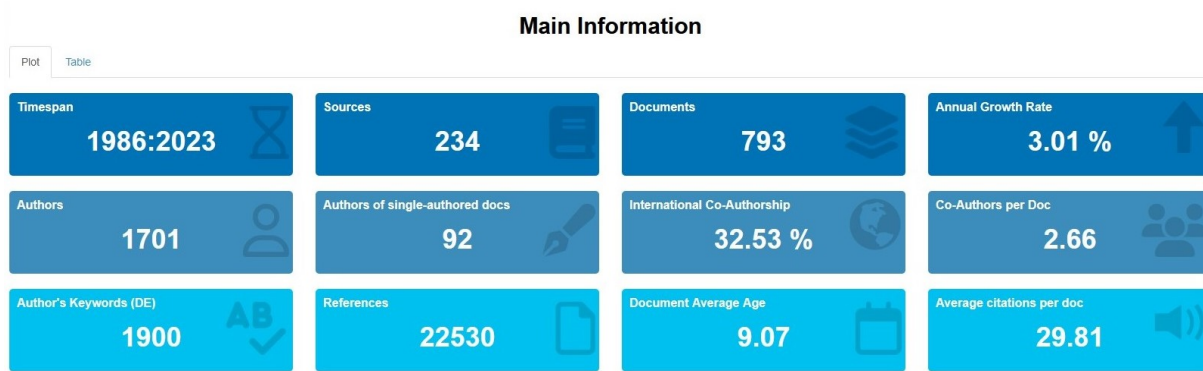 Main Information
Plot Table
Timespan
1986:2023
Sources
234
Documents
793
Annual Growth Rate
3.01 %
Authors
1701
Authors of single-authored docs
92
International Co-Authorship
32.53 %
Co-Authors per Doc
2.66
Author's Keywords (DE)
1900
AB
References
22530
Document Average Age
9.07
Average citations per doc
29.81